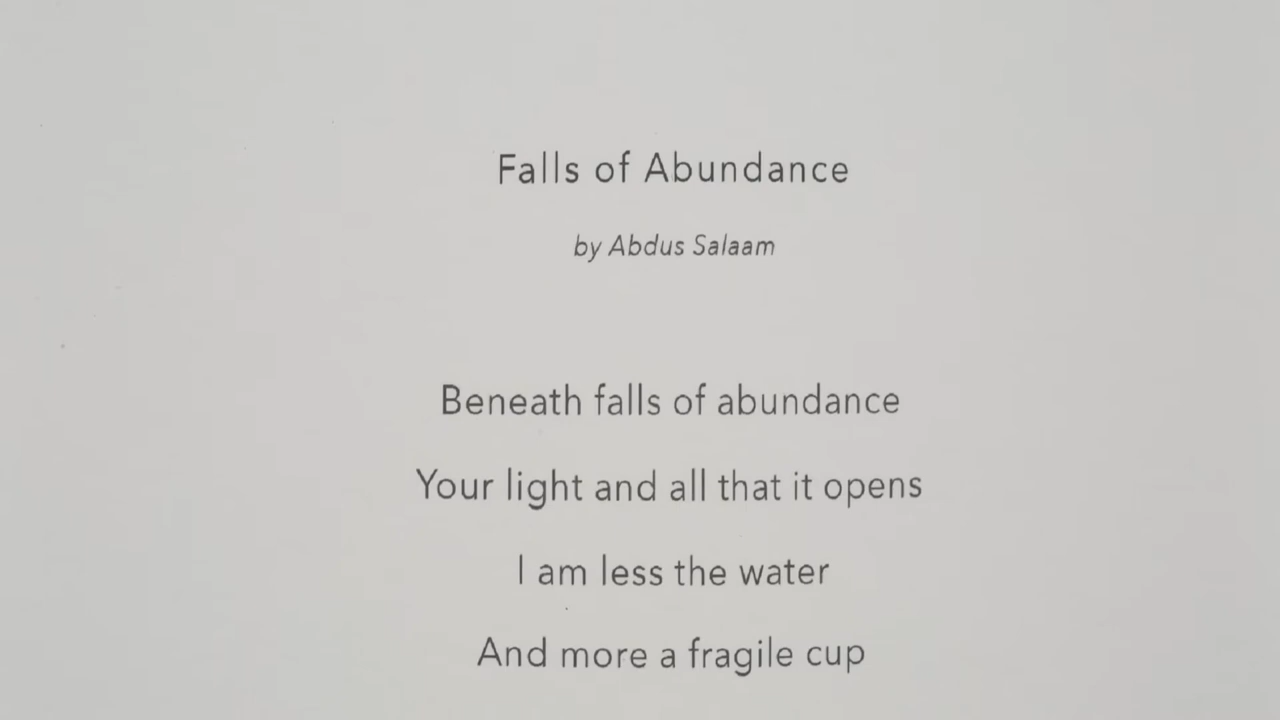 Falls of Abundance
by Abdus Salaam
Beneath falls of abundance
Your light and all that it opens
I am less the water
And more a fragile cup